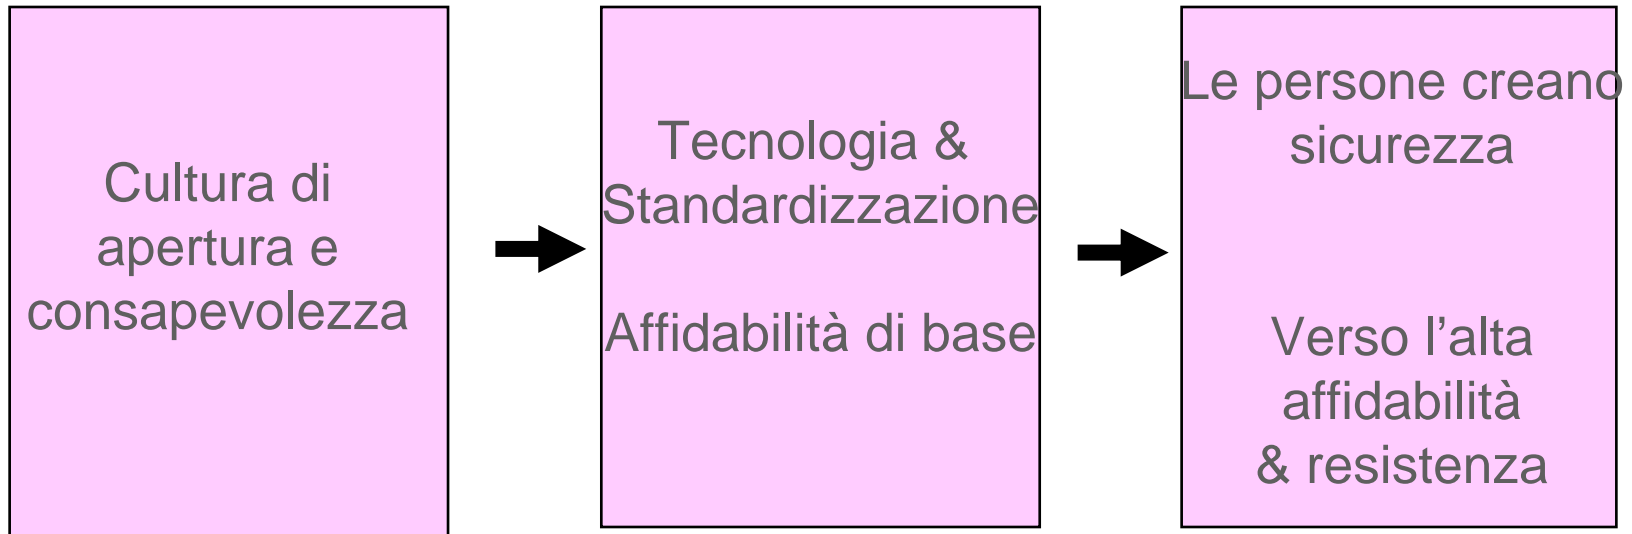 Cultura di
apertura e
consapevolezza
Tecnologia &
Standardizzazione
Affidabilità di base
Le persone creano
sicurezza
Verso l’alta
affidabilità
& resistenza